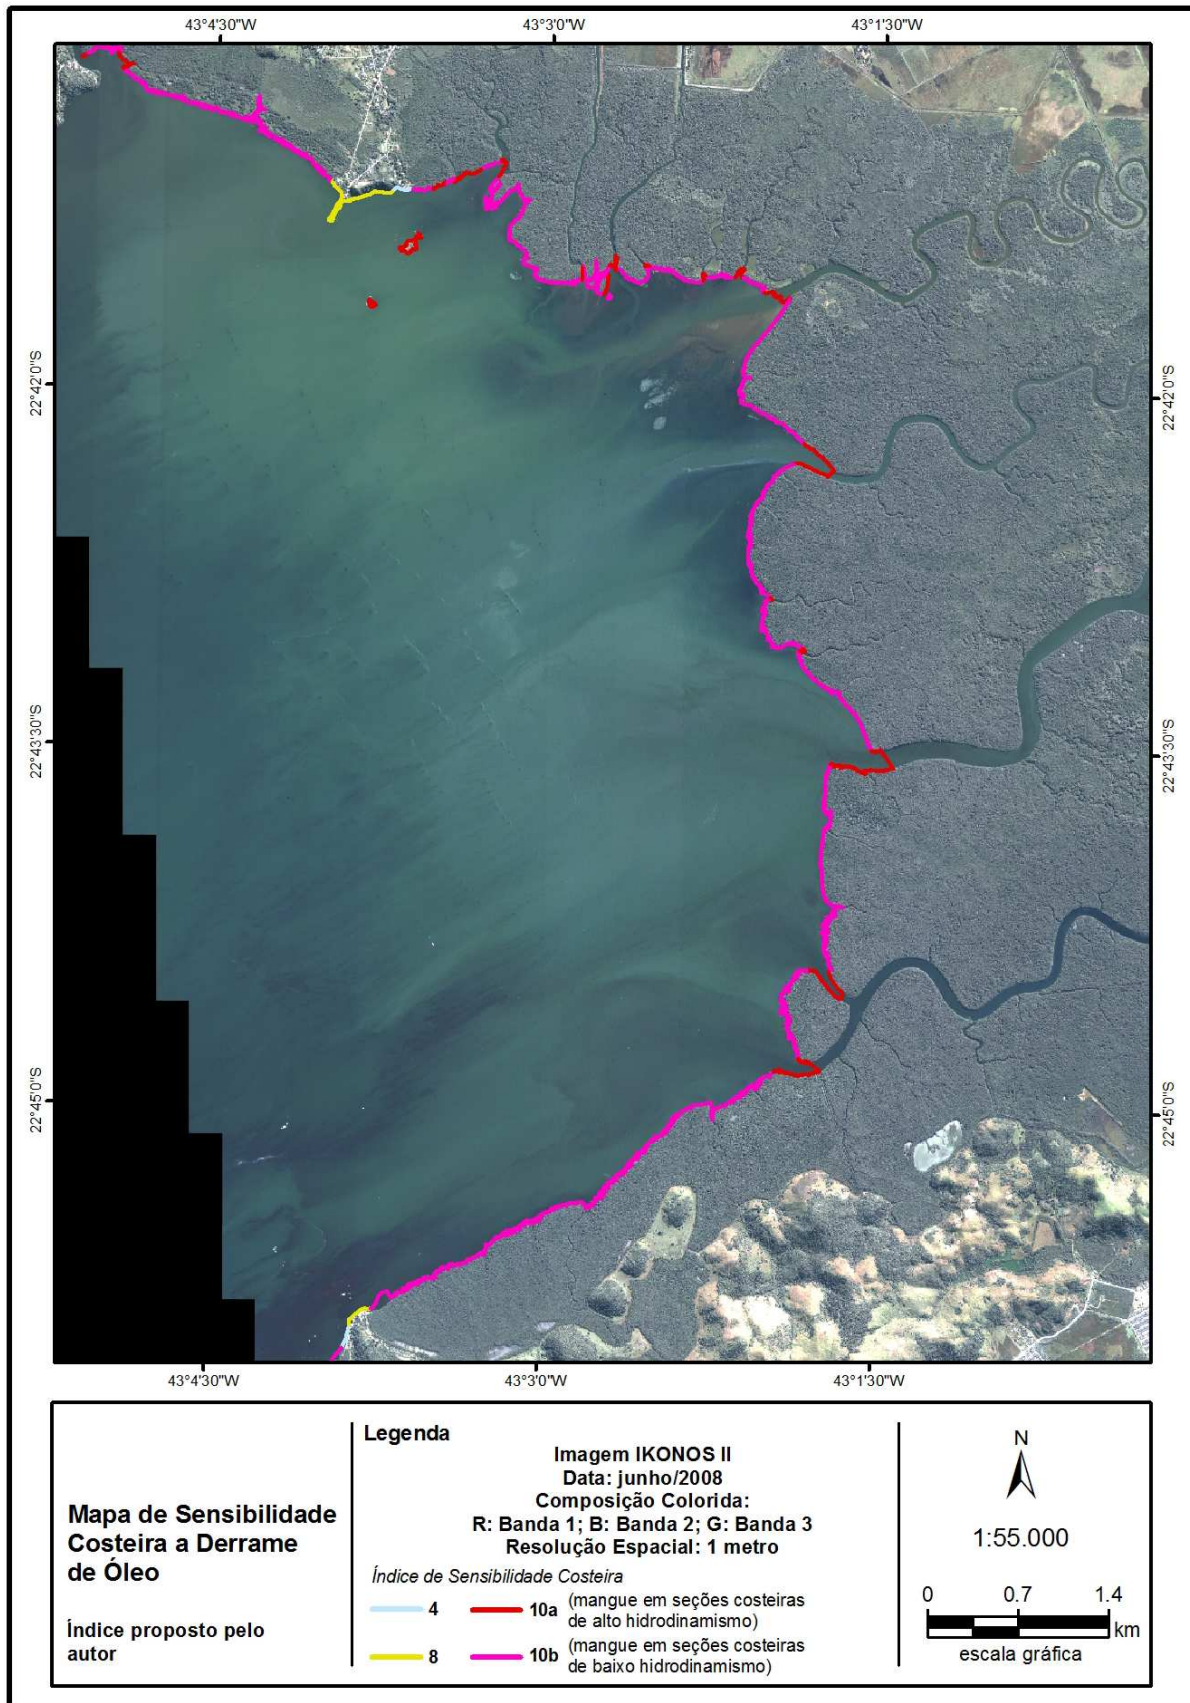 43°4'30"W
43°3'0"W
43°1'30"W
22°42'0"S
22°42'0"S
22°43'30"S
22°43'30"S
22°45'0"S
22°45'0"S
43°4'30"W
43°3'0"W
43°1'30"W
Mapa de Sensibilidade
Costeira a Derrame
de Óleo
Índice proposto pelo
autor
Legenda
Imagem IKONOS II
Data: junho/2008
Composição Colorida:
R: Banda 1; B: Banda 2; G: Banda 3
Resolução Espacial: 1 metro
Índice de Sensibilidade Costeira
4
10a (mangue em seções costeiras
de alto hidrodinamismo)
8
10b (mangue em seções costeiras
de baixo hidrodinamismo)
N
1:55.000
0 0.7 1.4
km
escala gráfica